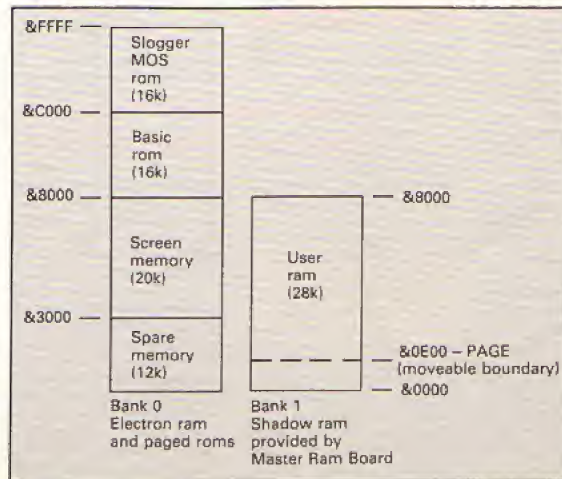 &FFFF
Slogger
MOS
rom
(16k)
&C000
Basic
rom
(16k)
&8000
Screen
memory
(20k)
&3000
Spare
memory
(12k)
Bank 0
Electron ram
and paged roms
&8000
User
ram
(28k)
&0E00 – PAGE
(moveable boundary)
&0000
Bank 1
Shadow ram
provided by
Master Ram Board